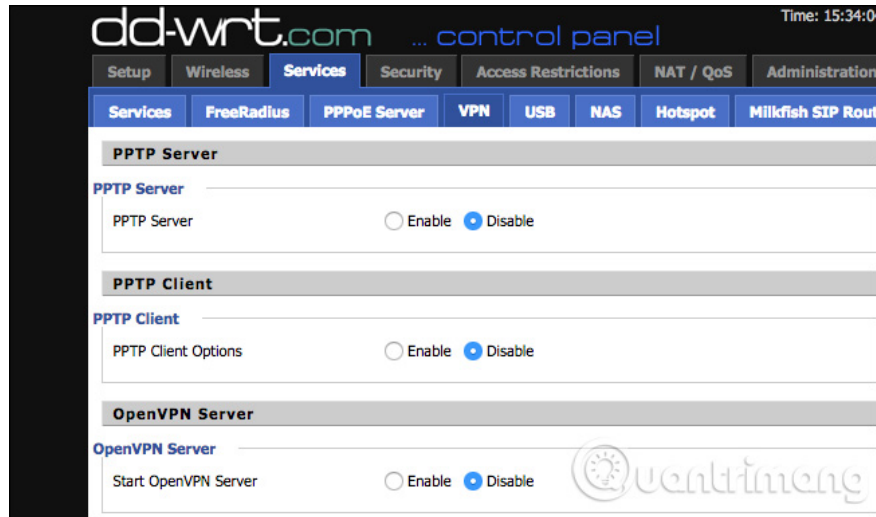 dd-wrt.com ... control panel
Time: 15:34:0
Setup Wireless Services Security Access Restrictions NAT / QoS Administration
Services FreeRadius PPPoE Server VPN USB NAS Hotspot Milkfish SIP Rout
PPTP Server
PPTP Server
PPTP Server Enable Disable
PPTP Client
PPTP Client
PPTP Client Options Enable Disable
OpenVPN Server
OpenVPN Server
Start OpenVPN Server Enable Disable
Quantrimang